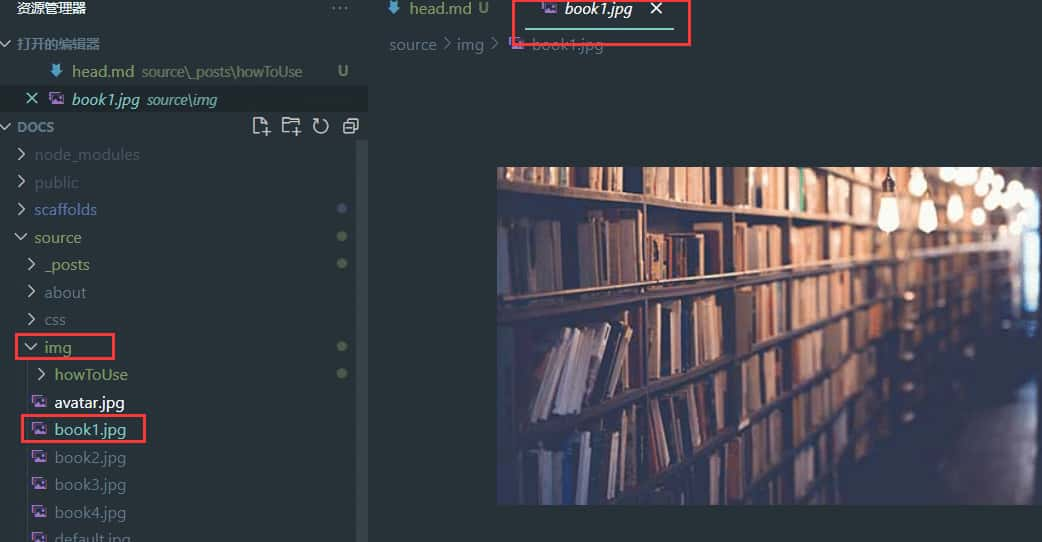 资源管理器 ···
打开的编辑器
head.md source\_posts\howToUse U
book1.jpg source\img
DOCS
node_modules
public
scaffolds
source
_posts
about
css
img
howToUse
avatar.jpg
book1.jpg
book2.jpg
book3.jpg
book4.jpg
default.jpg
head.md U
book1.jpg
source > img > book1.jpg